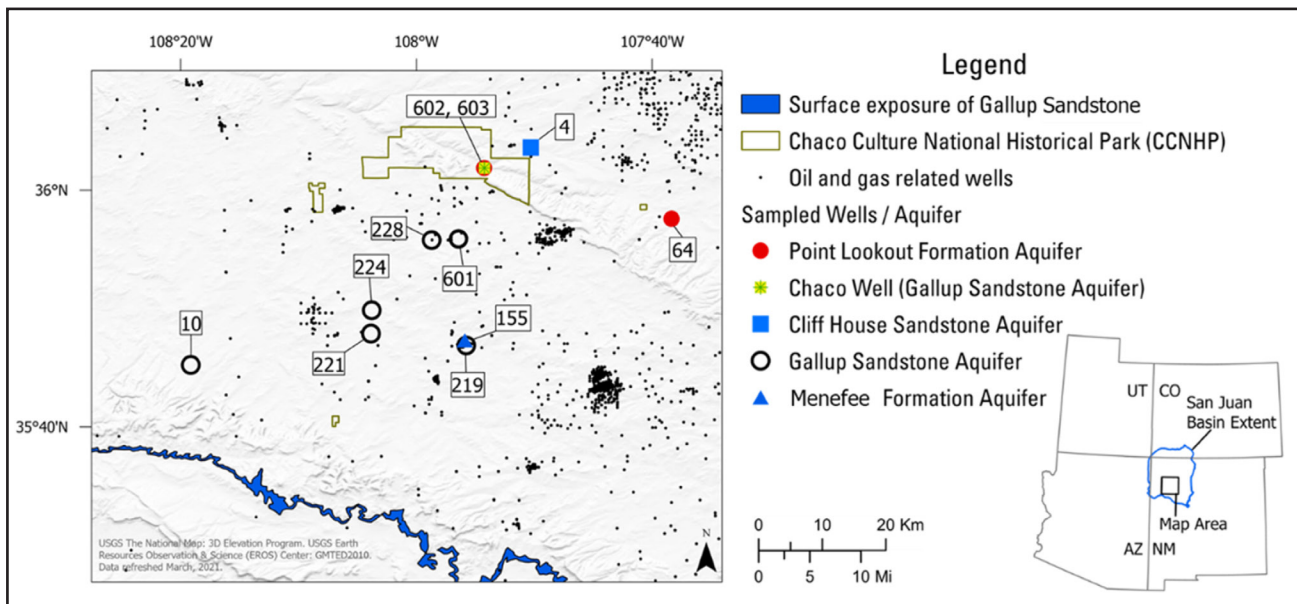 108°20'W 108°W 107°40'W
36°N
35°40'N
602, 603
4
64
228
601
224
221
10
155
219
USGS The National Map: 3D Elevation Program. USGS Earth
Resources Observation & Science (EROS) Center: GMTED2010.
Data refreshed March, 2021.
N
Legend
Surface exposure of Gallup Sandstone
Chaco Culture National Historical Park (CCNHP)
Oil and gas related wells
Sampled Wells / Aquifer
Point Lookout Formation Aquifer
Chaco Well (Gallup Sandstone Aquifer)
Cliff House Sandstone Aquifer
Gallup Sandstone Aquifer
Menefee Formation Aquifer
0 10 20 Km
0 5 10 Mi
UT CO
San Juan
Basin Extent
Map Area
AZ NM